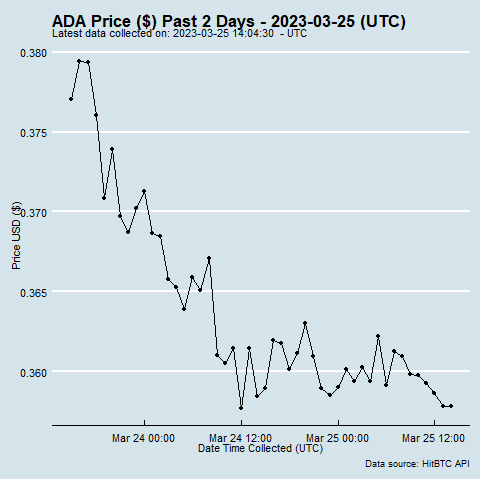 ADA Price ($) Past 2 Days - 2023-03-25 (UTC)
Latest data collected on: 2023-03-25 14:04:30  - UTC
0.380
0.375
0.370
0.365
0.360
Price USD ($)
Mar 24 00:00
Mar 24 12:00
Mar 25 00:00
Mar 25 12:00
Date Time Collected (UTC)
Data source: HitBTC API